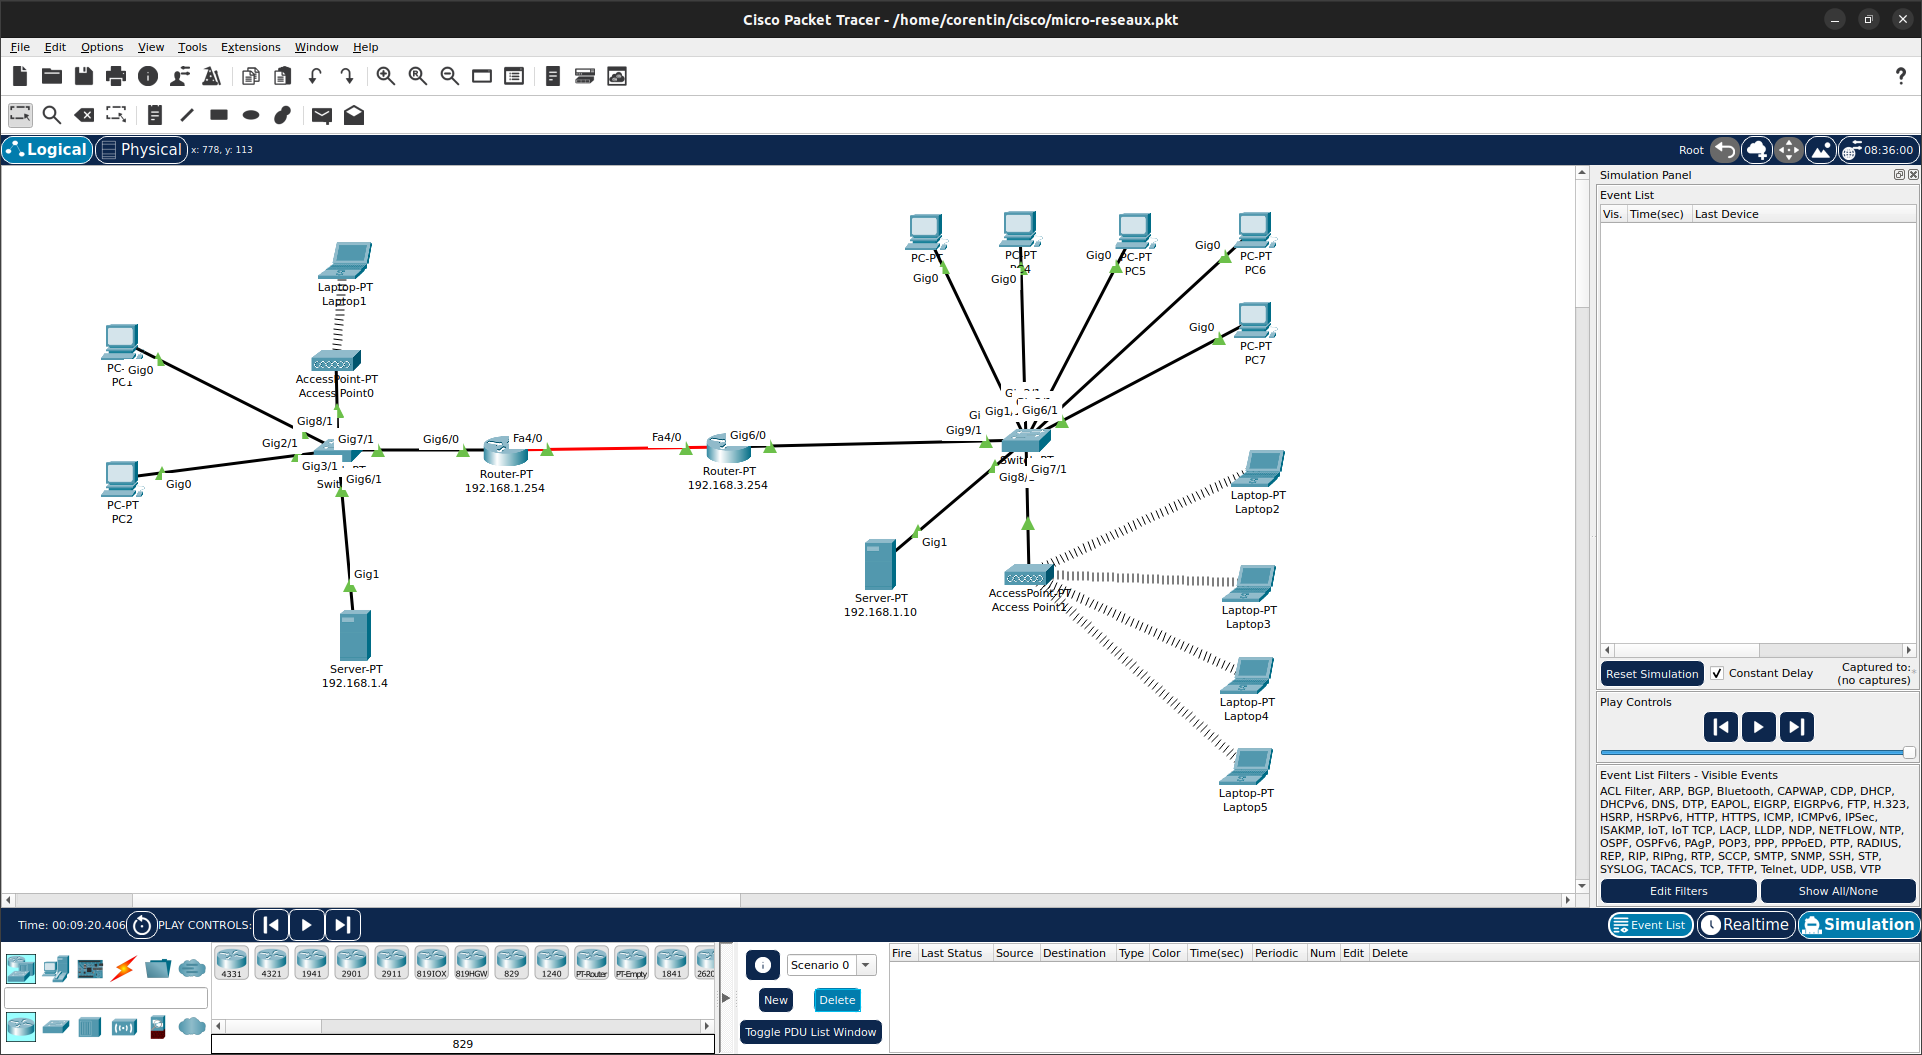 Cisco Packet Tracer - /home/corentin/cisco/micro-reseaux.pkt
File Edit Options View Tools Extensions Window Help
Logical Physical x: 778, y: 113
Root 08:36:00
Simulation Panel
Event List
Vis. Time(sec) Last Device
PC-PT
Gig0
PC-PT
Gig0
Gig0
PC-PT
PC5
Gig0
PC-PT
PC6
Gig0
PC-PT
PC7
Laptop-PT
Laptop1
Gig0
AccessPoint-PT
Access Point0
Gig8/1
Gig2/1
Gig7/1
Gig3/1
Gig6/1
Gig6/0
Fa4/0
Router-PT
192.168.1.254
Fa4/0
Gig6/0
Router-PT
192.168.3.254
Gig6/1
Gig9/1
Gig7/1
Gig0
PC-PT
PC2
Gig1
Server-PT
192.168.1.4
Gig1
Server-PT
192.168.1.10
AccessPoint-PT
Access Point1
Laptop-PT
Laptop2
Laptop-PT
Laptop3
Laptop-PT
Laptop4
Laptop-PT
Laptop5
Reset Simulation Constant Delay Captured to:
(no captures)
Play Controls
Event List Filters - Visible Events
ACL Filter, ARP, BGP, Bluetooth, CAPWAP, CDP, DHCP,
DHCPv6, DNS, DTP, EAPOL, EIGRP, EIGRPv6, FTP, H.323,
HSRP, HSRPv6, HTTP, HTTPS, ICMP, ICMPv6, IPSec,
ISAKMP, IoT, IoT TCP, LACP, LLDP, NDP, NETFLOW, NTP,
OSPF, OSPFv6, PAgP, POP3, PPP, PPPoED, PTP, RADIUS,
REP, RIP, RIPng, RTP, SCCP, SMTP, SNMP, SSH, STP,
SYSLOG, TACACS, TCP, TFTP, Telnet, UDP, USB, VTP
Edit Filters Show All/None
Time: 00:09:20.406 PLAY CONTROLS:
Event List Realtime Simulation
4331 4321 1941 2901 2911 819IOX 819HGW 829 1240 PT-Router PT-Empty 1841
829
Scenario 0
New Delete
Toggle PDU List Window
Fire Last Status Source Destination Type Color Time(sec) Periodic Num Edit Delete